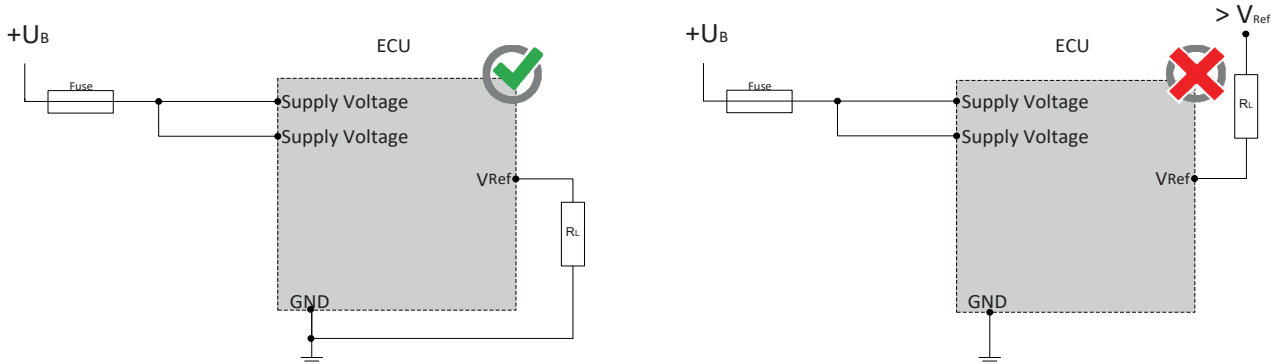 +UB
ECU
Fuse
Supply Voltage
Supply Voltage
VRef
RL
GND
> VRef
+UB
ECU
Fuse
RL
Supply Voltage
Supply Voltage
VRef
GND